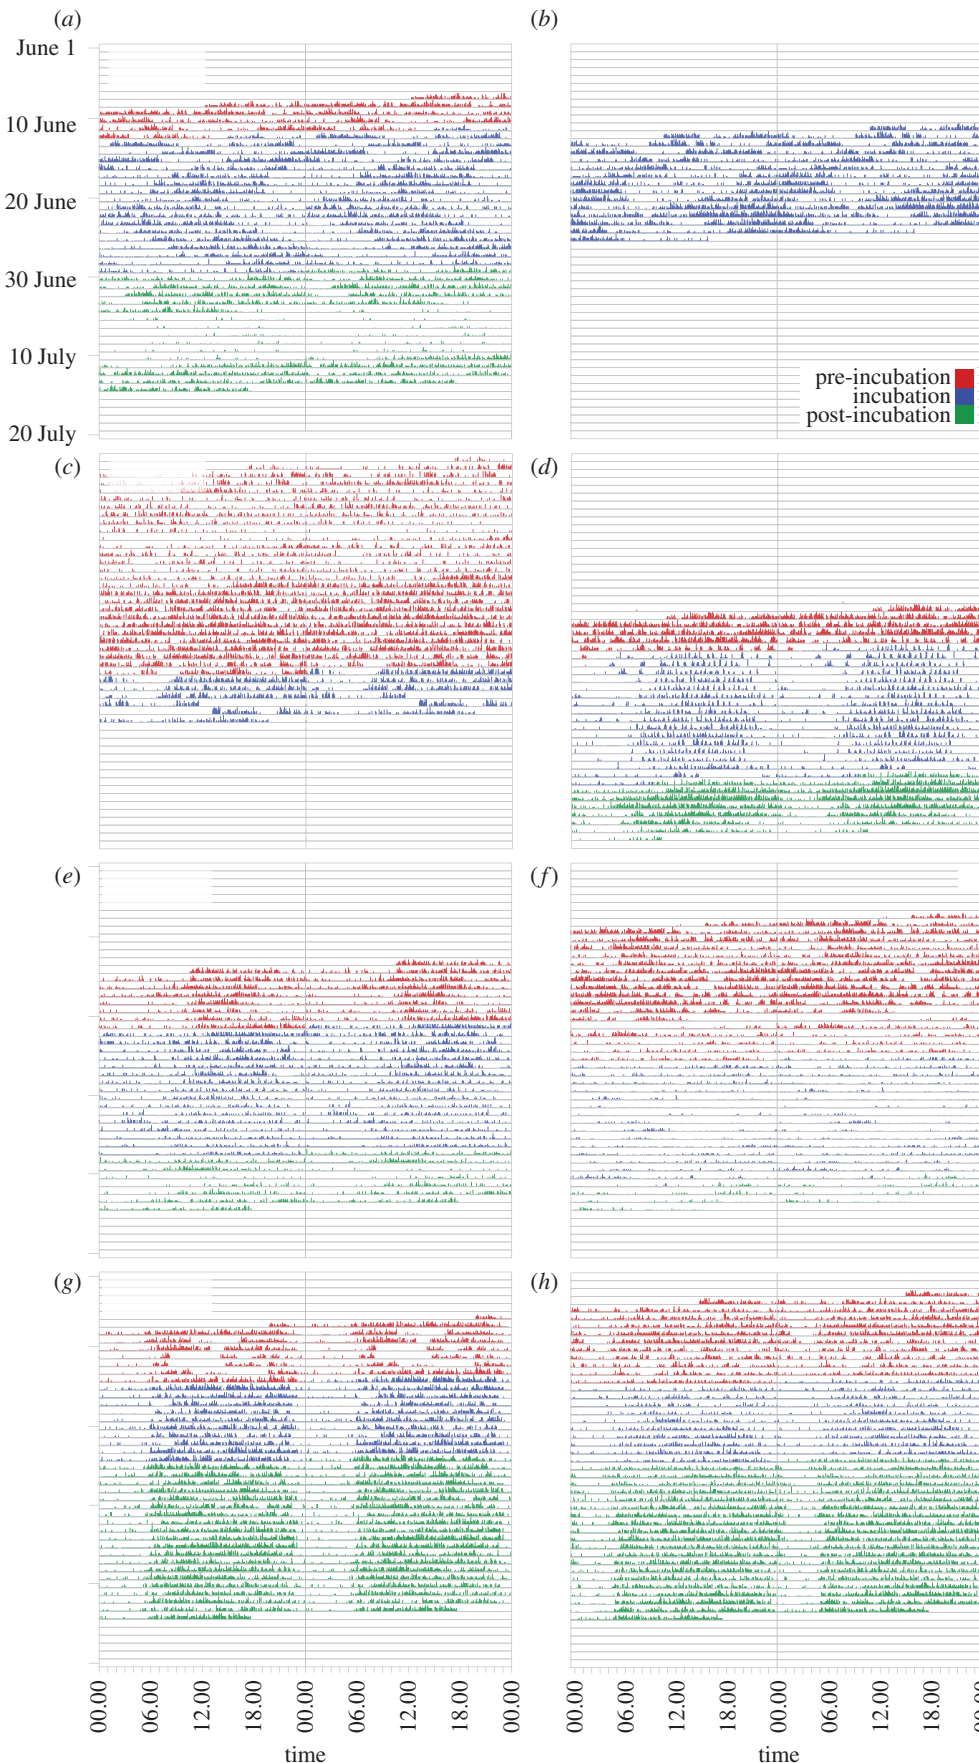 (a) (b)
June 1
10 June
20 June
30 June
10 July
20 July
pre-incubation
incubation
post-incubation
(c) (d)
(e) (f)
(g) (h)
00.00 06.00 12.00 18.00 00.00 06.00 12.00 18.00 00.00 00.00 06.00 12.00 18.00 00.00 06.00 12.00 18.00
time time